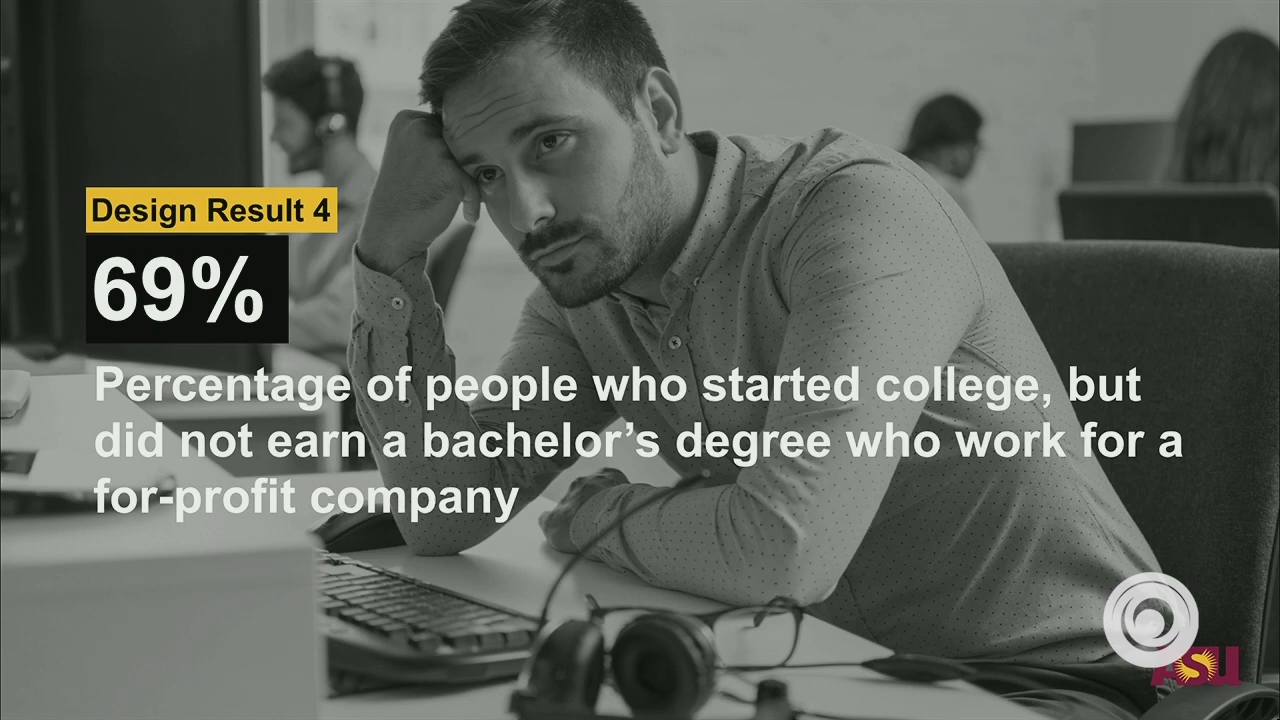 Design Result 4
69%
Percentage of people who started college, but
did not earn a bachelor’s degree who work for a
for-profit company
ASU